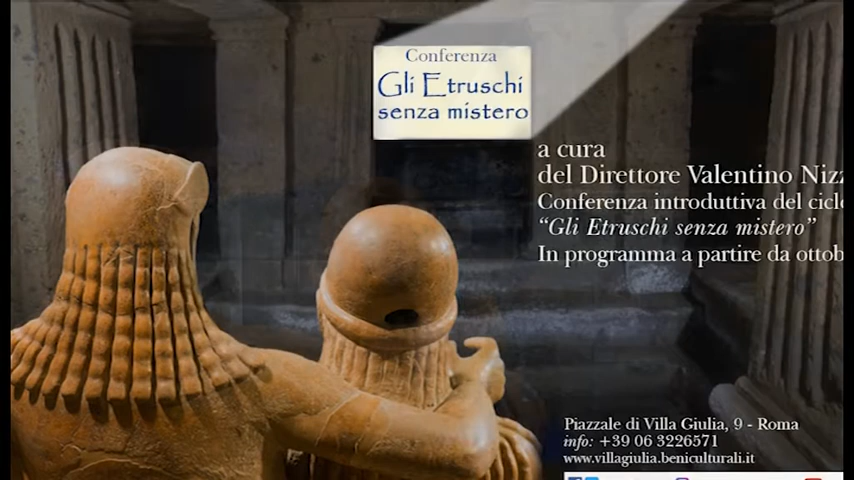 Conferenza
Gli Etruschi
senza mistero
a cura
del Direttore Valentino Nizz
Conferenza introduttiva del ciclo
“Gli Etruschi senza mistero”
In programma a partire da ottob
Piazzale di Villa Giulia, 9 - Roma
info: +39 06 3226571
www.villagiulia.beniculturali.it